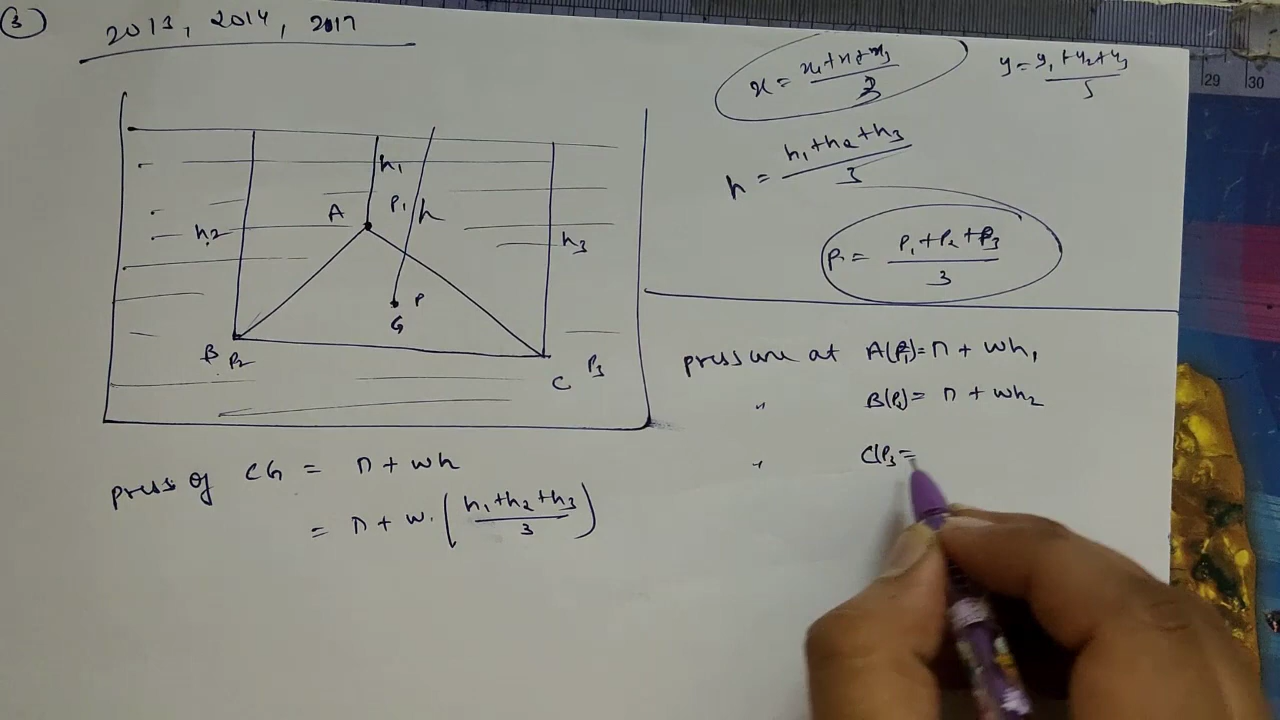 ③ 2013, 2014, 2017
x = x₁+x₂+x₃ / 3
y = y₁+y₂+y₃ / 3
29 30
h = h₁+h₂+h₃ / 3
P = P₁+P₂+P₃ / 3
h₁
A P₁ h
h₂
h₃
P
G
B P₂
C P₃
pressure at A(P₁) = Π + wh₁
" B(P₂) = Π + wh₂
" C(P₃ =
press of CG = Π + wh
= Π + w. (h₁+h₂+h₃ / 3)